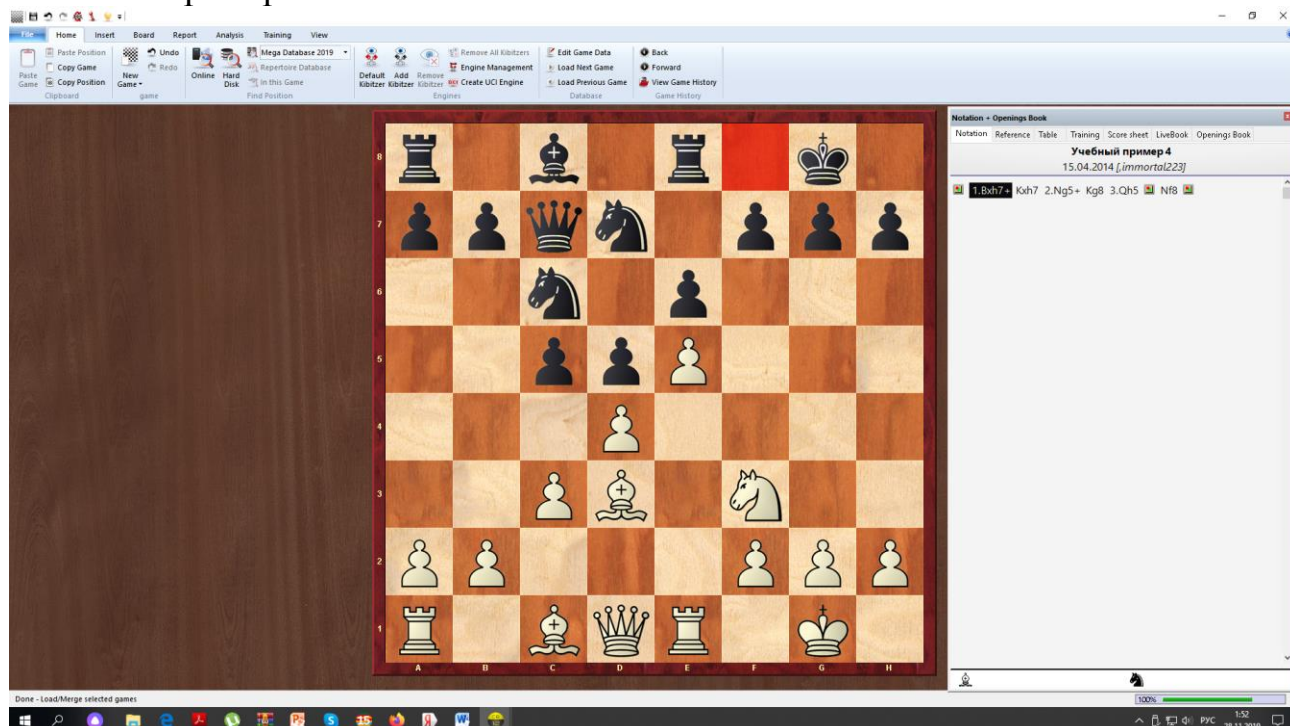 File Home Insert Board Report Analysis Training View
Paste Game
Paste Position
Copy Game
Copy Position
Clipboard
New Game
Undo
Redo
game
Online
Hard Disk
Mega Database 2019
Repertoire Database
In this Game
Find Position
Default Kibitzer
Add Kibitzer
Remove Kibitzer
Remove All Kibitzers
Engine Management
Create UCI Engine
Engines
Edit Game Data
Load Next Game
Load Previous Game
Database
Back
Forward
View Game History
Game History
8
7
6
5
4
3
2
1
A B C D E F G H
Notation + Openings Book
Notation Reference Table Training Score sheet LiveBook Openings Book
Учебный пример 4
15.04.2014 [,immortal223]
1.Bxh7+ Kxh7 2.Ng5+ Kg8 3.Qh5 Nf8
100%
Done - Load/Merge selected games
РУС
1:52